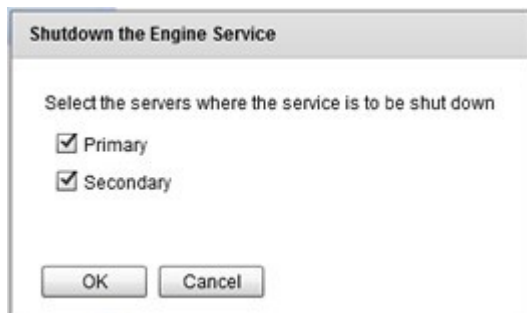 Shutdown the Engine Service
Select the servers where the service is to be shut down
Primary
Secondary
OK Cancel